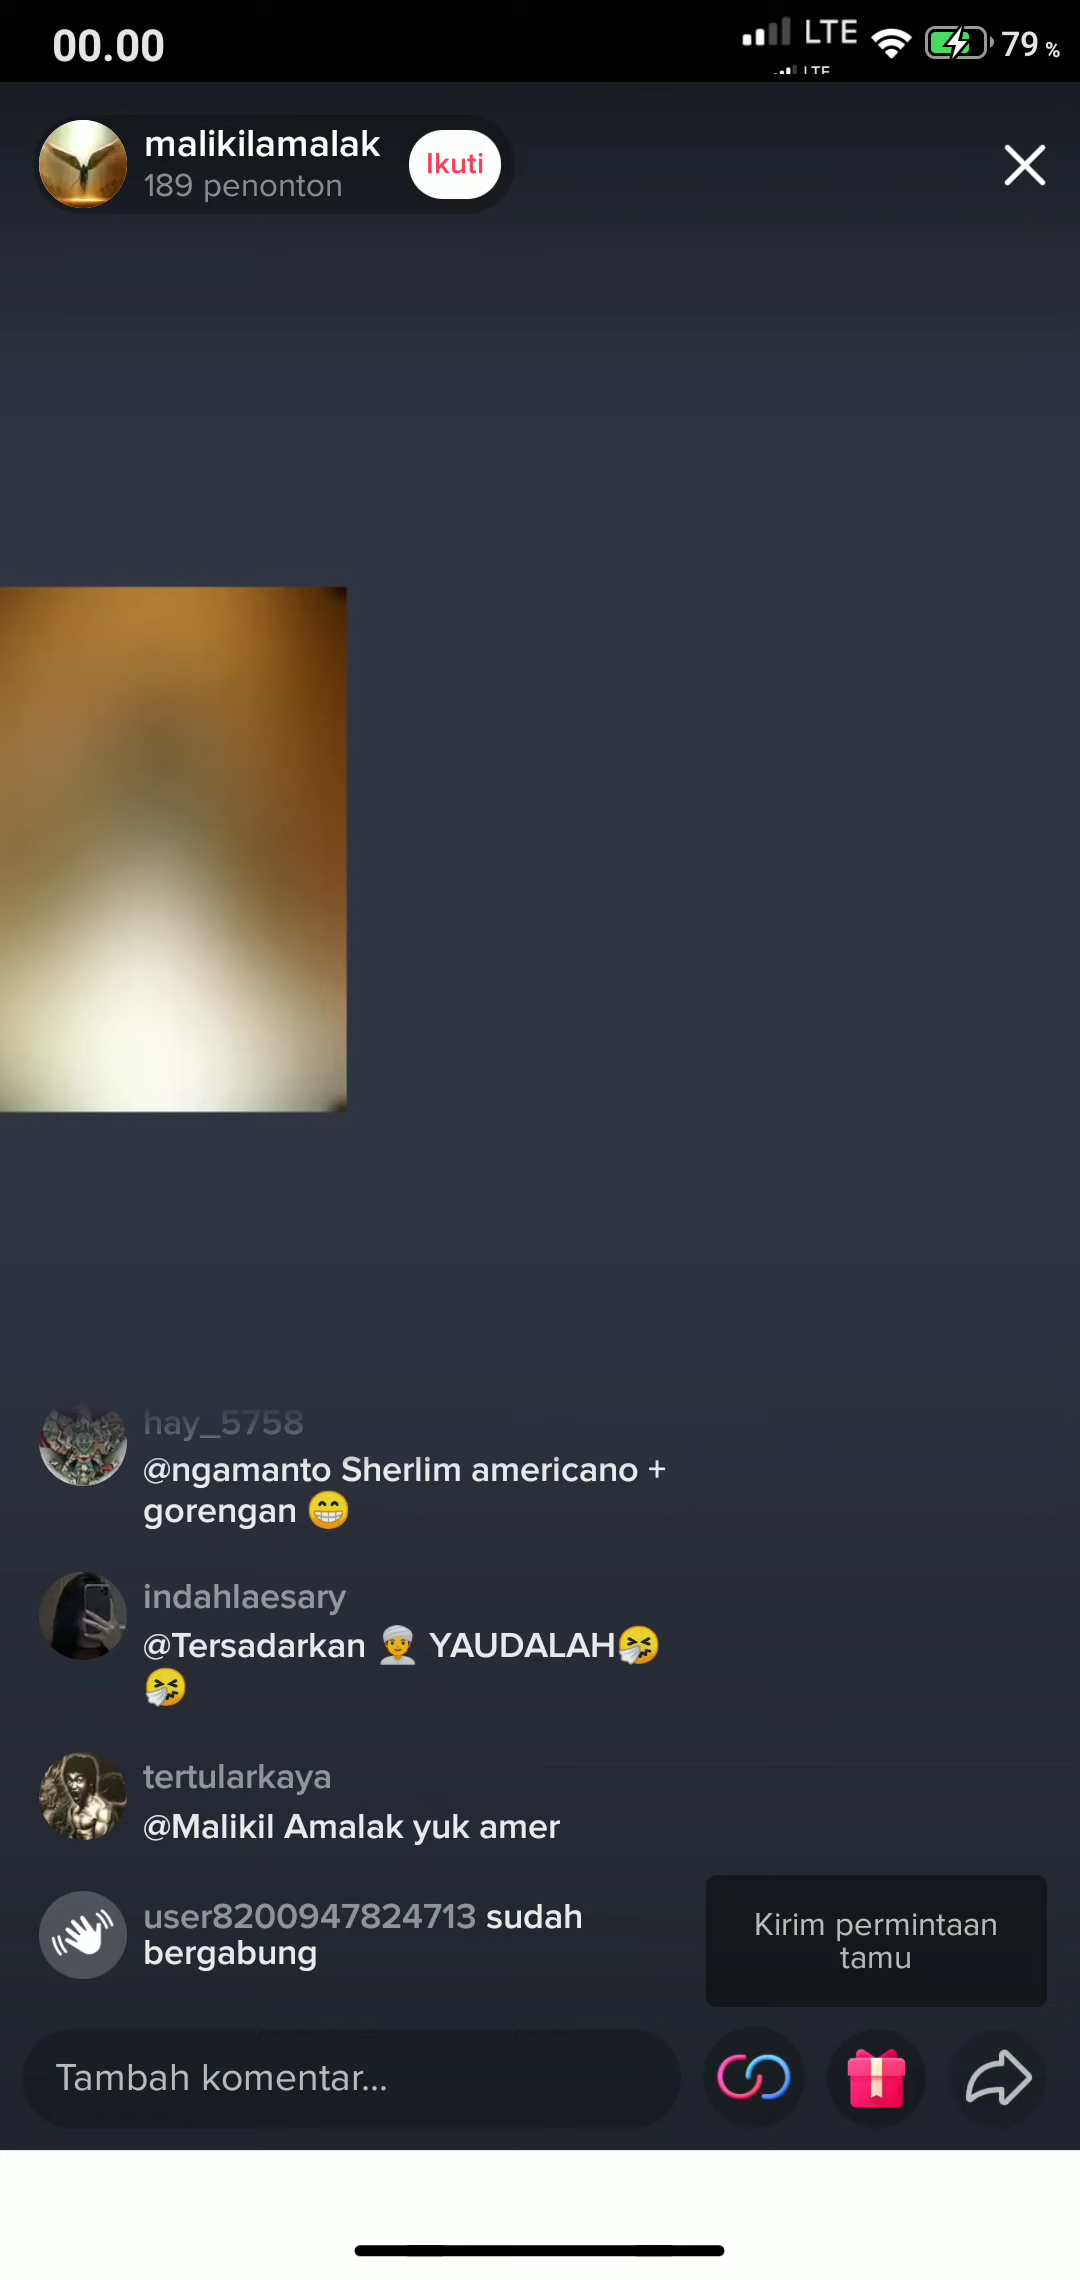 00.00
LTE
79 %
LTE
malikilamalak
189 penonton
Ikuti
hay_5758
@ngamanto Sherlim americano +
gorengan 😁
indahlaesary
@Tersadarkan 👳 YAUDALAH🤧
🤧
tertularkaya
@Malikil Amalak yuk amer
user8200947824713 sudah
bergabung
Kirim permintaan
tamu
Tambah komentar...